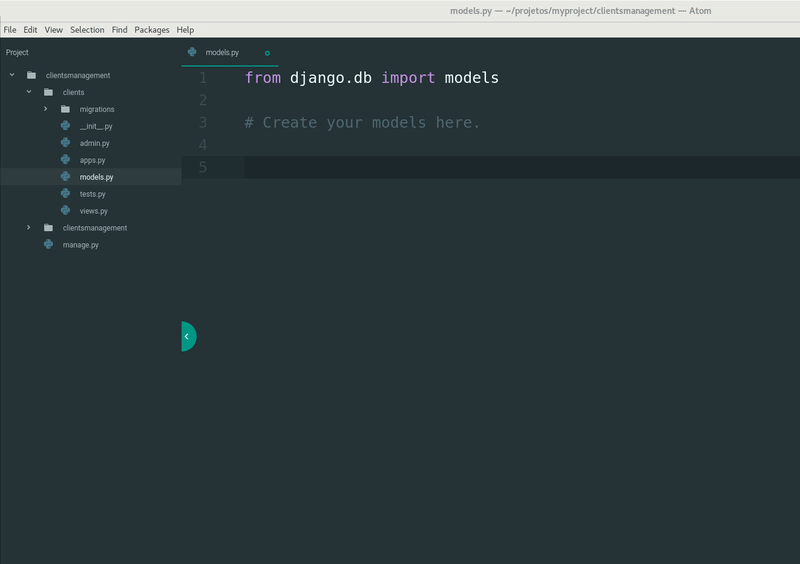 models.py — ~/projetos/myproject/clientsmanagement — Atom
File Edit View Selection Find Packages Help
Project
clientsmanagement
clients
migrations
__init__.py
admin.py
apps.py
models.py
tests.py
views.py
clientsmanagement
manage.py
models.py
1 from django.db import models
2
3 # Create your models here.
4
5